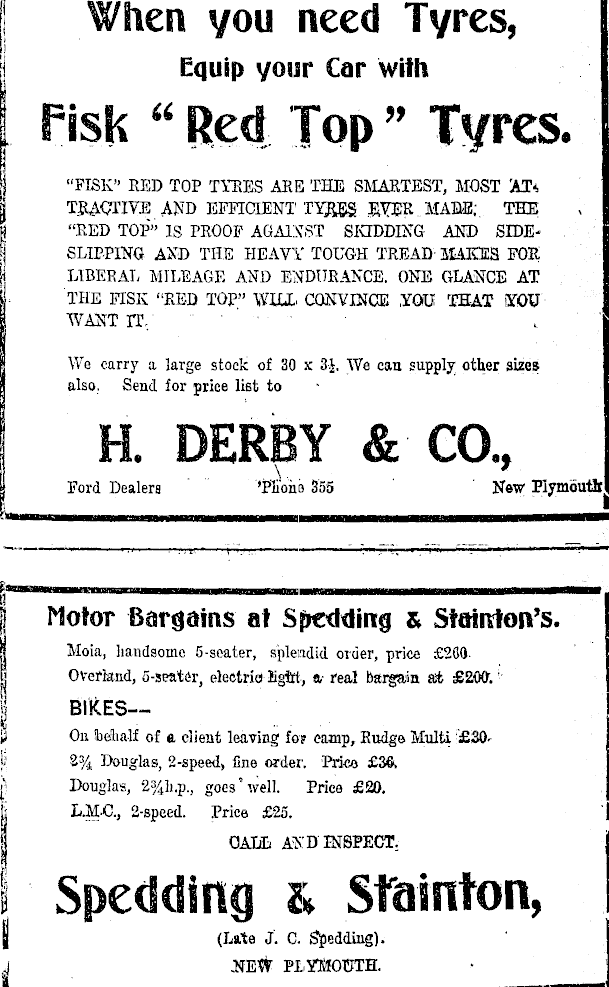 When you need Tyres,
Equip your Car with
Fisk "Red Top" Tyres.
"FISK" RED TOP TYRES ARE THE SMARTEST, MOST AT-
TRACTIVE AND EFFICIENT TYRES EVER MADE; THE
"RED TOP" IS PROOF AGAINST SKIDDING AND SIDE-
SLIPPING AND THE HEAVY TOUGH TREAD MAKES FOR
LIBERAL MILEAGE AND ENDURANCE. ONE GLANCE AT
THE FISK "RED TOP" WILL CONVINCE YOU THAT YOU
WANT IT.
We carry a large stock of 30 x 3½. We can supply other sizes
also. Send for price list to
H. DERBY & CO.,
Ford Dealers 'Phone 355 New Plymouth
Motor Bargains at Spedding & Stainton's.
Moia, handsome 5-seater, splendid order, price £260.
Overland, 5-seater, electric light, a real bargain at £200.
BIKES--
On behalf of a client leaving for camp, Rudge Multi £30.
2¾ Douglas, 2-speed, fine order. Price £36.
Douglas, 2¾h.p., goes well. Price £20.
L.M.C., 2-speed. Price £25.
CALL AND INSPECT.
Spedding & Stainton,
(Late J. C. Spedding).
NEW PLYMOUTH.